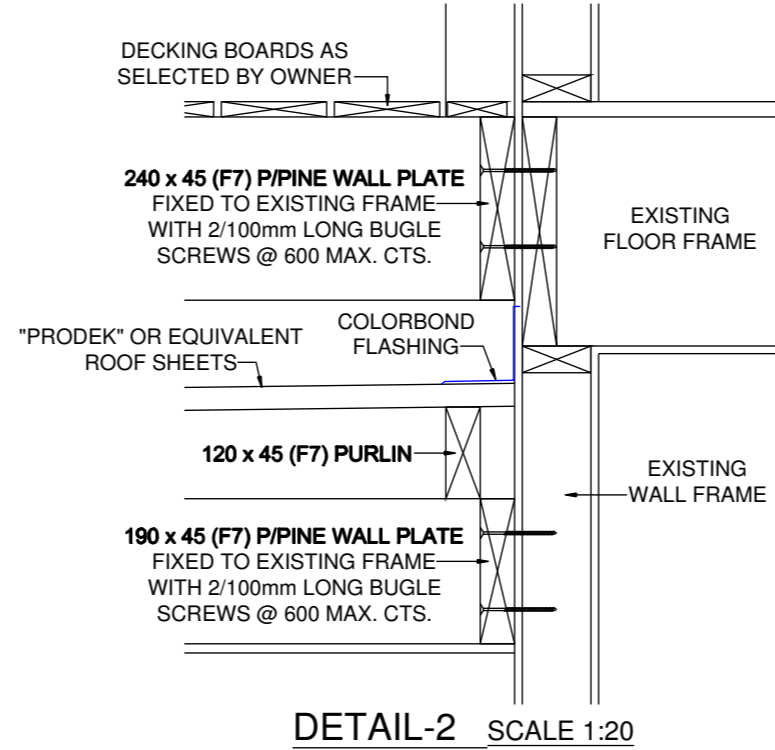 DECKING BOARDS AS
SELECTED BY OWNER
240 x 45 (F7) P/PINE WALL PLATE
FIXED TO EXISTING FRAME
WITH 2/100mm LONG BUGLE
SCREWS @ 600 MAX. CTS.
EXISTING
FLOOR FRAME
"PRODEK" OR EQUIVALENT
ROOF SHEETS
COLORBOND
FLASHING
120 x 45 (F7) PURLIN
EXISTING
WALL FRAME
190 x 45 (F7) P/PINE WALL PLATE
FIXED TO EXISTING FRAME
WITH 2/100mm LONG BUGLE
SCREWS @ 600 MAX. CTS.
DETAIL-2 SCALE 1:20